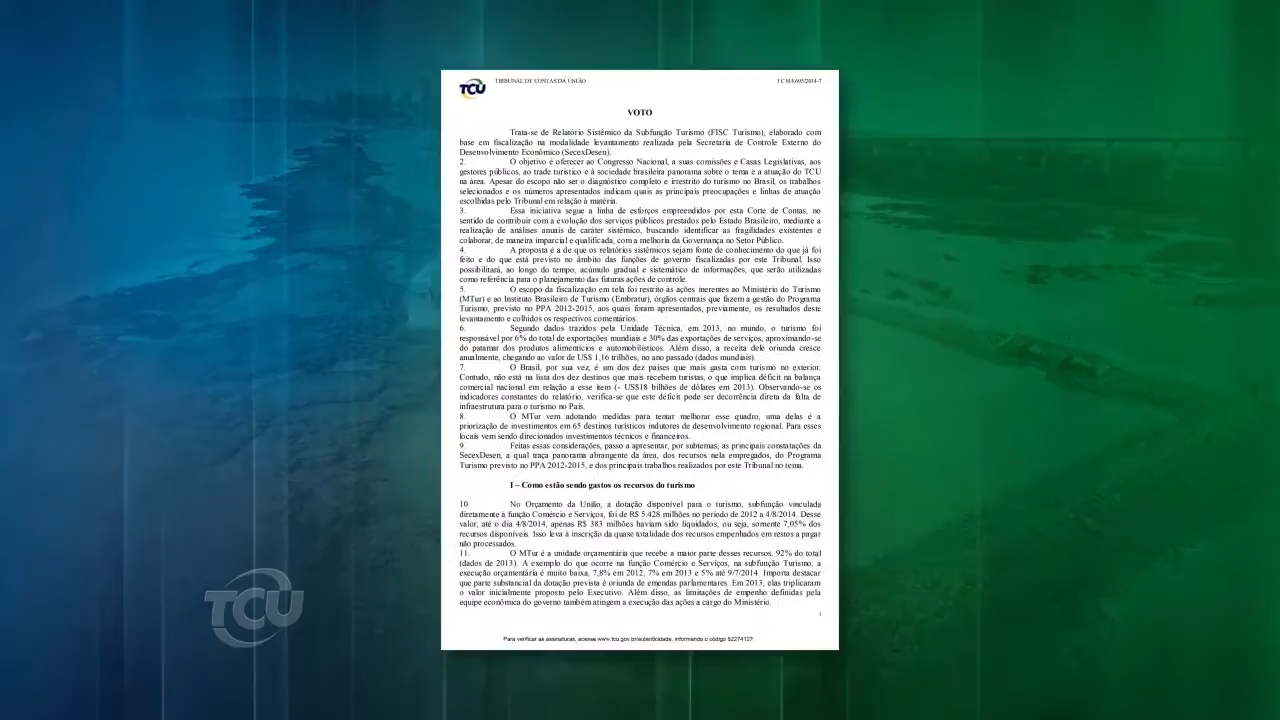 TCU
TRIBUNAL DE CONTAS DA UNIÃO
TC 014.605/2014-7
VOTO
Trata-se de Relatório Sistêmico da Subfunção Turismo (FISC Turismo), elaborado com
base em fiscalização na modalidade levantamento realizada pela Secretaria de Controle Externo do
Desenvolvimento Econômico (SecexDesen).
2. O objetivo é oferecer ao Congresso Nacional, a suas comissões e Casas Legislativas, aos
gestores públicos, ao trade turístico e à sociedade brasileira panorama sobre o tema e a atuação do TCU
na área. Apesar do escopo não ser o diagnóstico completo e irrestrito do turismo no Brasil, os trabalhos
selecionados e os números apresentados indicam quais as principais preocupações e linhas de atuação
escolhidas pelo Tribunal em relação à matéria.
3. Essa iniciativa segue a linha de esforços empreendidos por esta Corte de Contas, no
sentido de contribuir com a evolução dos serviços públicos prestados pelo Estado Brasileiro, mediante a
realização de análises anuais de caráter sistêmico, buscando identificar as fragilidades existentes e
colaborar, de maneira imparcial e qualificada, com a melhoria da Governança no Setor Público.
4. A proposta é a de que os relatórios sistêmicos sejam fonte de conhecimento do que já foi
feito e do que está previsto no âmbito das funções de governo fiscalizadas por este Tribunal. Isso
possibilitará, ao longo do tempo, acúmulo gradual e sistemático de informações, que serão utilizadas
como referência para o planejamento das futuras ações de controle.
5. O escopo da fiscalização em tela foi restrito às ações inerentes ao Ministério do Turismo
(MTur) e ao Instituto Brasileiro de Turismo (Embratur), órgãos centrais que fazem a gestão do Programa
Turismo, previsto no PPA 2012-2015, aos quais foram apresentados, previamente, os resultados deste
levantamento e colhidos os respectivos comentários.
6. Segundo dados trazidos pela Unidade Técnica, em 2013, no mundo, o turismo foi
responsável por 6% do total de exportações mundiais e 30% das exportações de serviços, aproximando-se
do patamar dos produtos alimentícios e automobilísticos. Além disso, a receita dele oriunda cresce
anualmente, chegando ao valor de US$ 1,16 trilhões, no ano passado (dados mundiais).
7. O Brasil, por sua vez, é um dos dez países que mais gasta com turismo no exterior.
Contudo, não está na lista dos dez destinos que mais recebem turistas, o que implica déficit na balança
comercial nacional em relação a esse item (- US$18 bilhões de dólares em 2013). Observando-se os
indicadores constantes do relatório, verifica-se que este déficit pode ser decorrência direta da falta de
infraestrutura para o turismo no País.
8. O MTur vem adotando medidas para tentar melhorar esse quadro, uma delas é a
priorização de investimentos em 65 destinos turísticos indutores de desenvolvimento regional. Para esses
locais vem sendo direcionados investimentos técnicos e financeiros.
9. Feitas essas considerações, passo a apresentar, por subtemas, as principais constatações da
SecexDesen, a qual traça panorama abrangente da área, dos recursos nela empregados, do Programa
Turismo previsto no PPA 2012-2015, e dos principais trabalhos realizados por este Tribunal no tema.
I – Como estão sendo gastos os recursos do turismo
10. No Orçamento da União, a dotação disponível para o turismo, subfunção vinculada
diretamente à função Comércio e Serviços, foi de R$ 5.428 milhões no período de 2012 a 4/8/2014. Desse
valor, até o dia 4/8/2014, apenas R$ 383 milhões haviam sido liquidados, ou seja, somente 7,05% dos
recursos disponíveis. Isso leva à inscrição da quase totalidade dos recursos empenhados em restos a pagar
não processados.
11. O MTur é a unidade orçamentária que recebe a maior parte desses recursos, 92% do total
(dados de 2013). A exemplo do que ocorre na função Comércio e Serviços, na subfunção Turismo, a
execução orçamentária é muito baixa, 7,8% em 2012, 7% em 2013 e 5% até 9/7/2014. Importa destacar
que parte substancial da dotação prevista é oriunda de emendas parlamentares. Em 2013, elas triplicaram
o valor inicialmente proposto pelo Executivo. Além disso, as limitações de empenho definidas pela
equipe econômica do governo também atingem a execução das ações a cargo do Ministério.
1
Para verificar as assinaturas, acesse www.tcu.gov.br/autenticidade, informando o código 52274127.
TCU